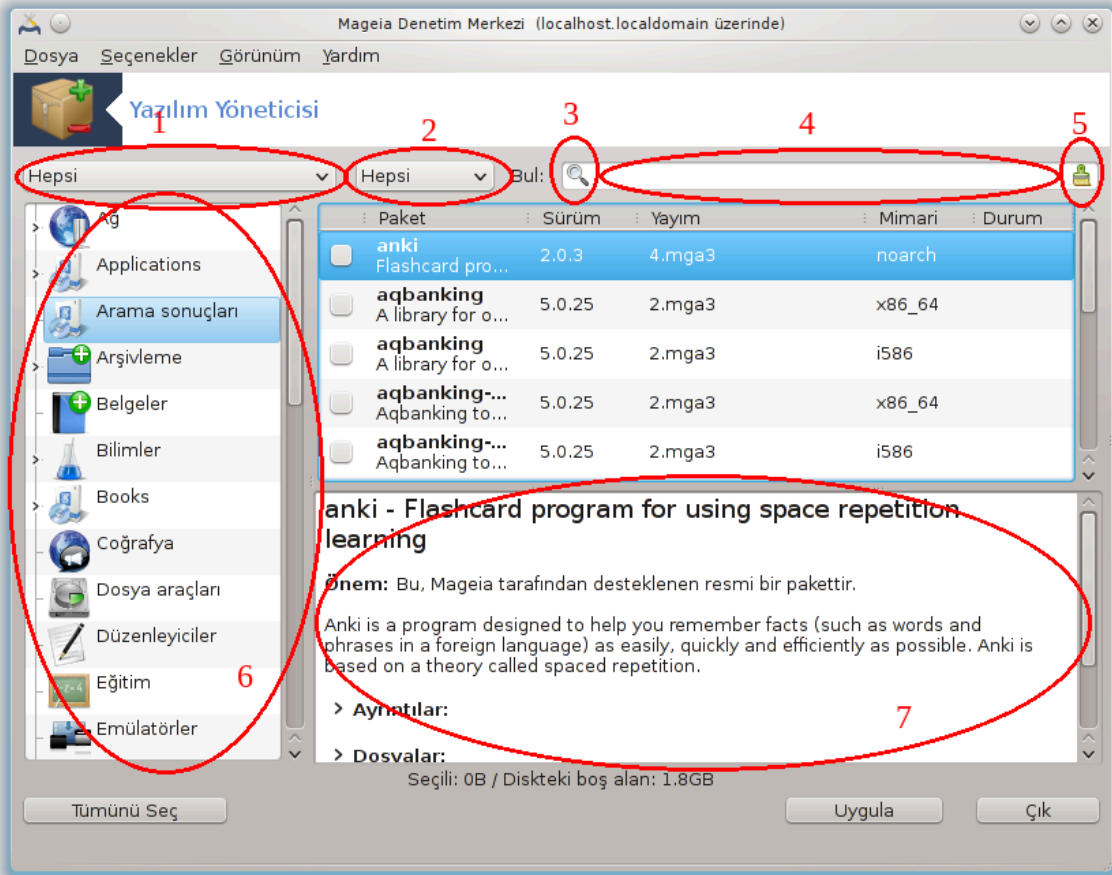 Mageia Denetim Merkezi (localhost.localdomain üzerinde)
Dosya Seçenekler Görünüm Yardım
Yazılım Yöneticisi
1 2 3 4 5
Hepsi Hepsi Bul:
Ağ
Applications
Arama sonuçları
Arşivleme
Belgeler
Bilimler
Books
Coğrafya
Dosya araçları
Düzenleyiciler
Eğitim
Emülatörler
6
Paket Sürüm Yayım Mimari Durum
anki 2.0.3 4.mga3 noarch
Flashcard pro...
aqbanking 5.0.25 2.mga3 x86_64
A library for o...
aqbanking 5.0.25 2.mga3 i586
A library for o...
aqbanking-... 5.0.25 2.mga3 x86_64
Aqbanking to...
aqbanking-... 5.0.25 2.mga3 i586
Aqbanking to...
anki - Flashcard program for using space repetition
learning
Önem: Bu, Mageia tarafından desteklenen resmi bir pakettir.
Anki is a program designed to help you remember facts (such as words and
phrases in a foreign language) as easily, quickly and efficiently as possible. Anki is
based on a theory called spaced repetition.
Ayrıntılar:
7
Dosyalar:
Seçili: 0B / Diskteki boş alan: 1.8GB
Tümünü Seç Uygula Çık